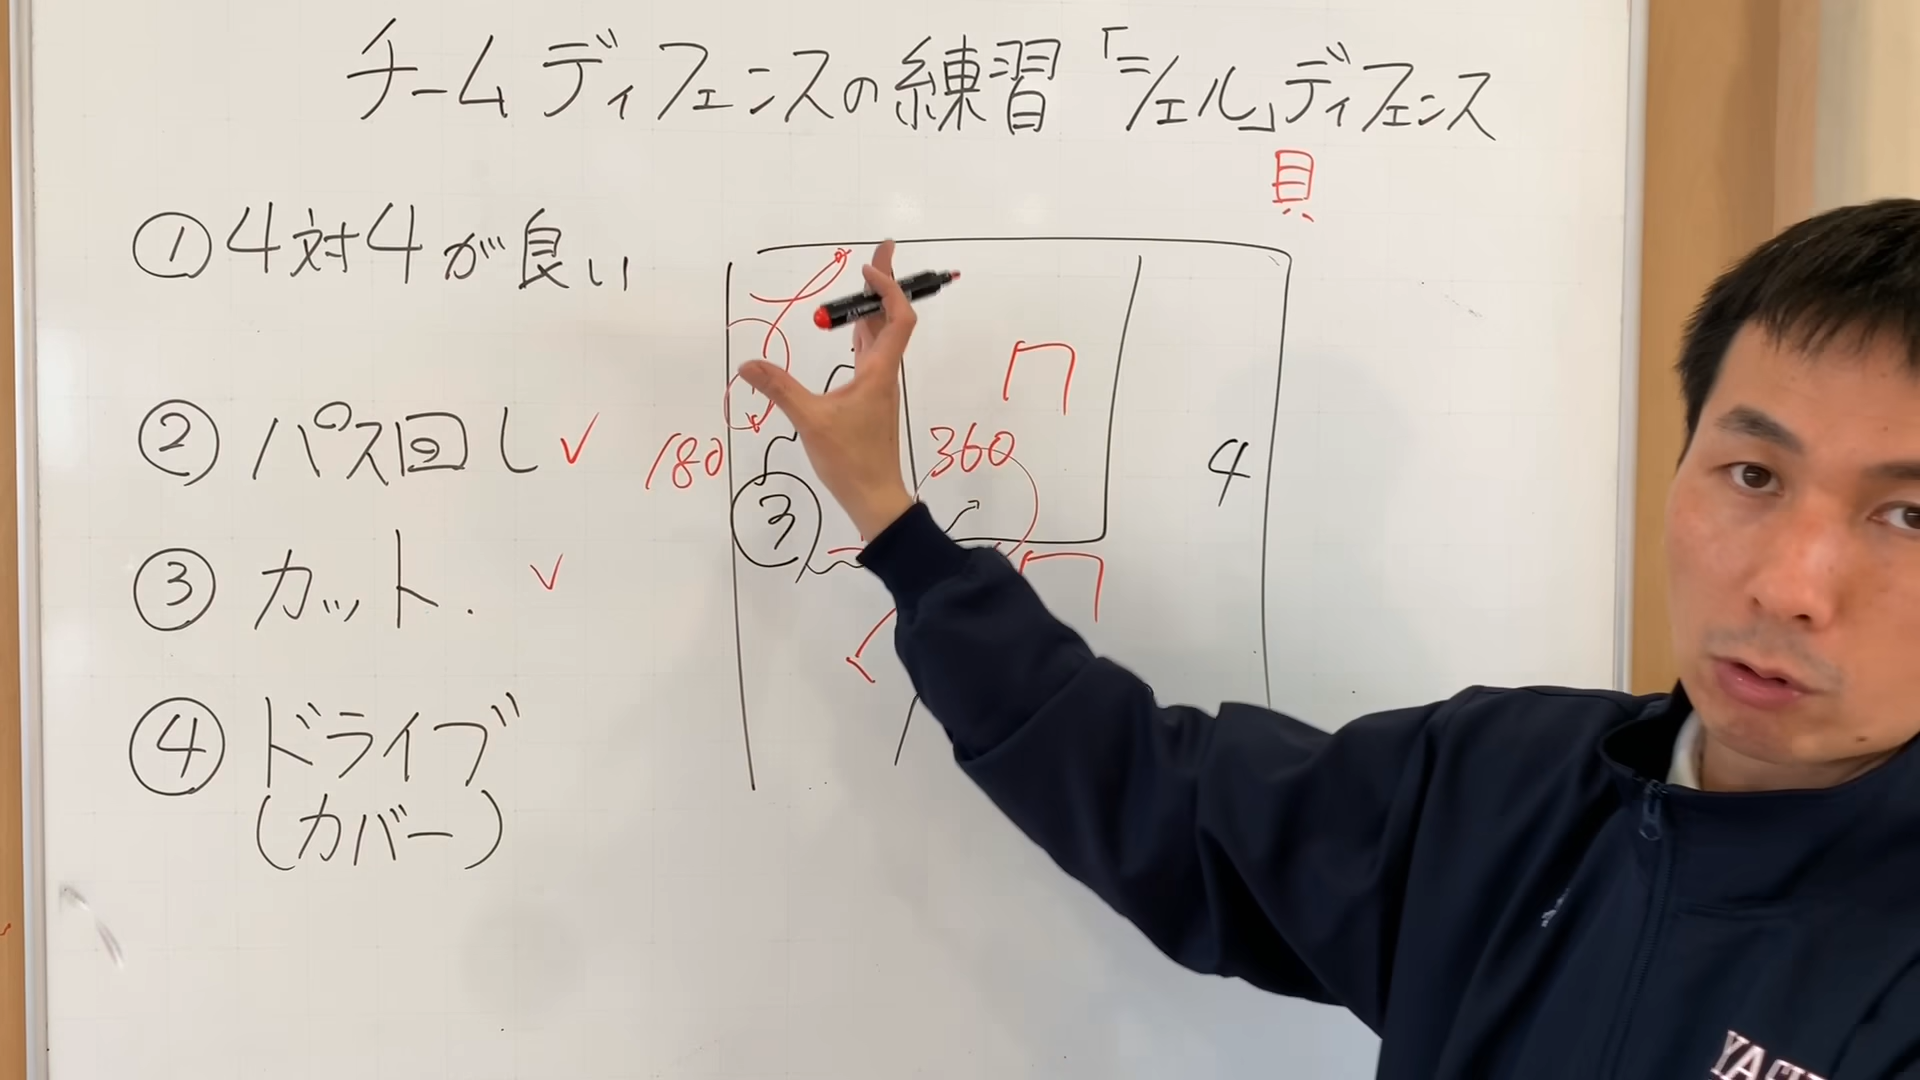 チームディフェンスの練習「シェル」ディフェンス
貝
①4対4が良い
②パス回し✓
③カット. ✓
④ドライブ
(カバー)
180
360
3
4